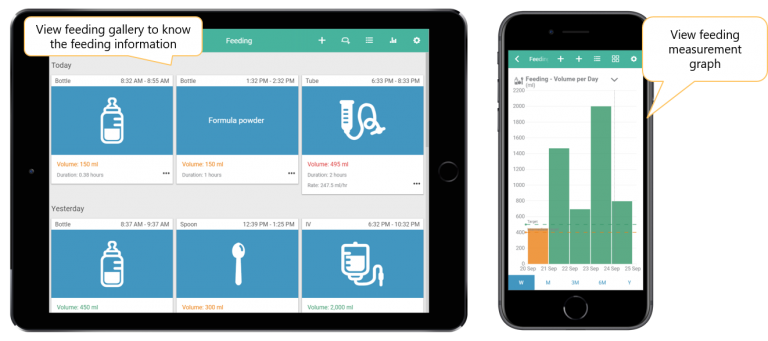 View feeding gallery to know
the feeding information
Feeding
Today
Bottle 8:32 AM - 8:55 AM
Volume: 150 ml
Duration: 0.38 hours
Bottle 1:32 PM - 2:32 PM
Formula powder
Volume: 150 ml
Duration: 1 hours
Tube 6:33 PM - 8:33 PM
Volume: 495 ml
Duration: 2 hours
Rate: 247.5 ml/hr
Yesterday
Bottle 8:37 AM - 9:37 AM
Volume: 450 ml
Spoon 12:39 PM - 1:25 PM
Volume: 300 ml
IV 6:32 PM - 10:32 PM
Volume: 2,000 ml
View feeding
measurement
graph
Feeding
Feeding - Volume per Day
(ml)
2200
2000
1800
1600
1400
1200
1000
800
600
Target
400
200
0
20 Sep 21 Sep 22 Sep 23 Sep 24 Sep 25 Sep
W M 3M 6M Y